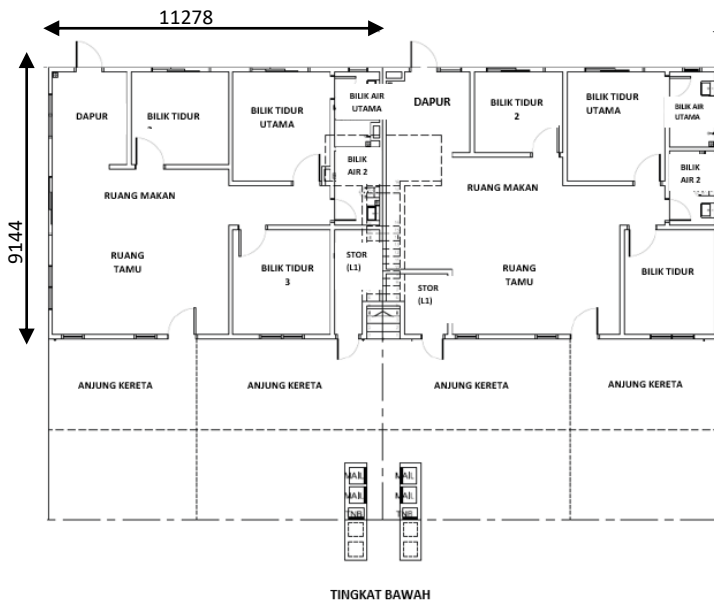 11278
9144
DAPUR
BILIK TIDUR
BILIK TIDUR
UTAMA
BILIK AIR
UTAMA
DAPUR
BILIK TIDUR
2
BILIK TIDUR
UTAMA
BILIK AIR
UTAMA
BILIK
AIR 2
BILIK
AIR 2
RUANG MAKAN
RUANG MAKAN
RUANG
TAMU
BILIK TIDUR
3
STOR
(L1)
STOR
(L1)
RUANG
TAMU
BILIK TIDUR
ANJUNG KERETA
ANJUNG KERETA
ANJUNG KERETA
ANJUNG KERETA
MAIL
MAIL
MAIL
MAIL
TNB
TNB
TINGKAT BAWAH